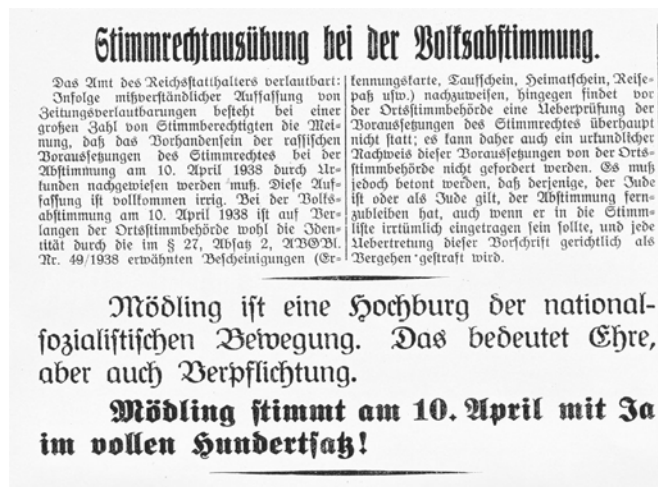 Stimmrechtausübung bei der Volksabstimmung.
Das Amt des Reichsstatthalters verlautbart:
Infolge mißverständlicher Auffassung von
Zeitungsverlautbarungen besteht bei einer
großen Zahl von Stimmberechtigten die Mei-
nung, daß das Vorhandensein der rassischen
Voraussetzungen des Stimmrechtes bei der
Abstimmung am 10. April 1938 durch Ur-
kunden nachgewiesen werden muß. Diese Auf-
fassung ist vollkommen irrig. Bei der Volks-
abstimmung am 10. April 1938 ist auf Ver-
langen der Ortsstimmbehörde wohl die Iden-
tität durch die im § 27, Absatz 2, ABGBl.
Nr. 49/1938 erwähnten Bescheinigungen (Er-
kennungskarte, Taufschein, Heimatschein, Reise-
paß usw.) nachzuweisen, hingegen findet vor
der Ortsstimmbehörde eine Ueberprüfung der
Voraussetzungen des Stimmrechtes überhaupt
nicht statt; es kann daher auch ein urkundlicher
Nachweis dieser Voraussetzungen von der Orts-
stimmbehörde nicht gefordert werden. Es muß
jedoch betont werden, daß derjenige, der Jude
ist oder als Jude gilt, der Abstimmung fern-
zubleiben hat, auch wenn er in die Stimm-
liste irrtümlich eingetragen sein sollte, und jede
Uebertretung dieser Vorschrift gerichtlich als
Vergehen gestraft wird.
Mödling ist eine Hochburg der national-
sozialistischen Bewegung. Das bedeutet Ehre,
aber auch Verpflichtung.
Mödling stimmt am 10. April mit Ja
im vollen Hundertsatz!